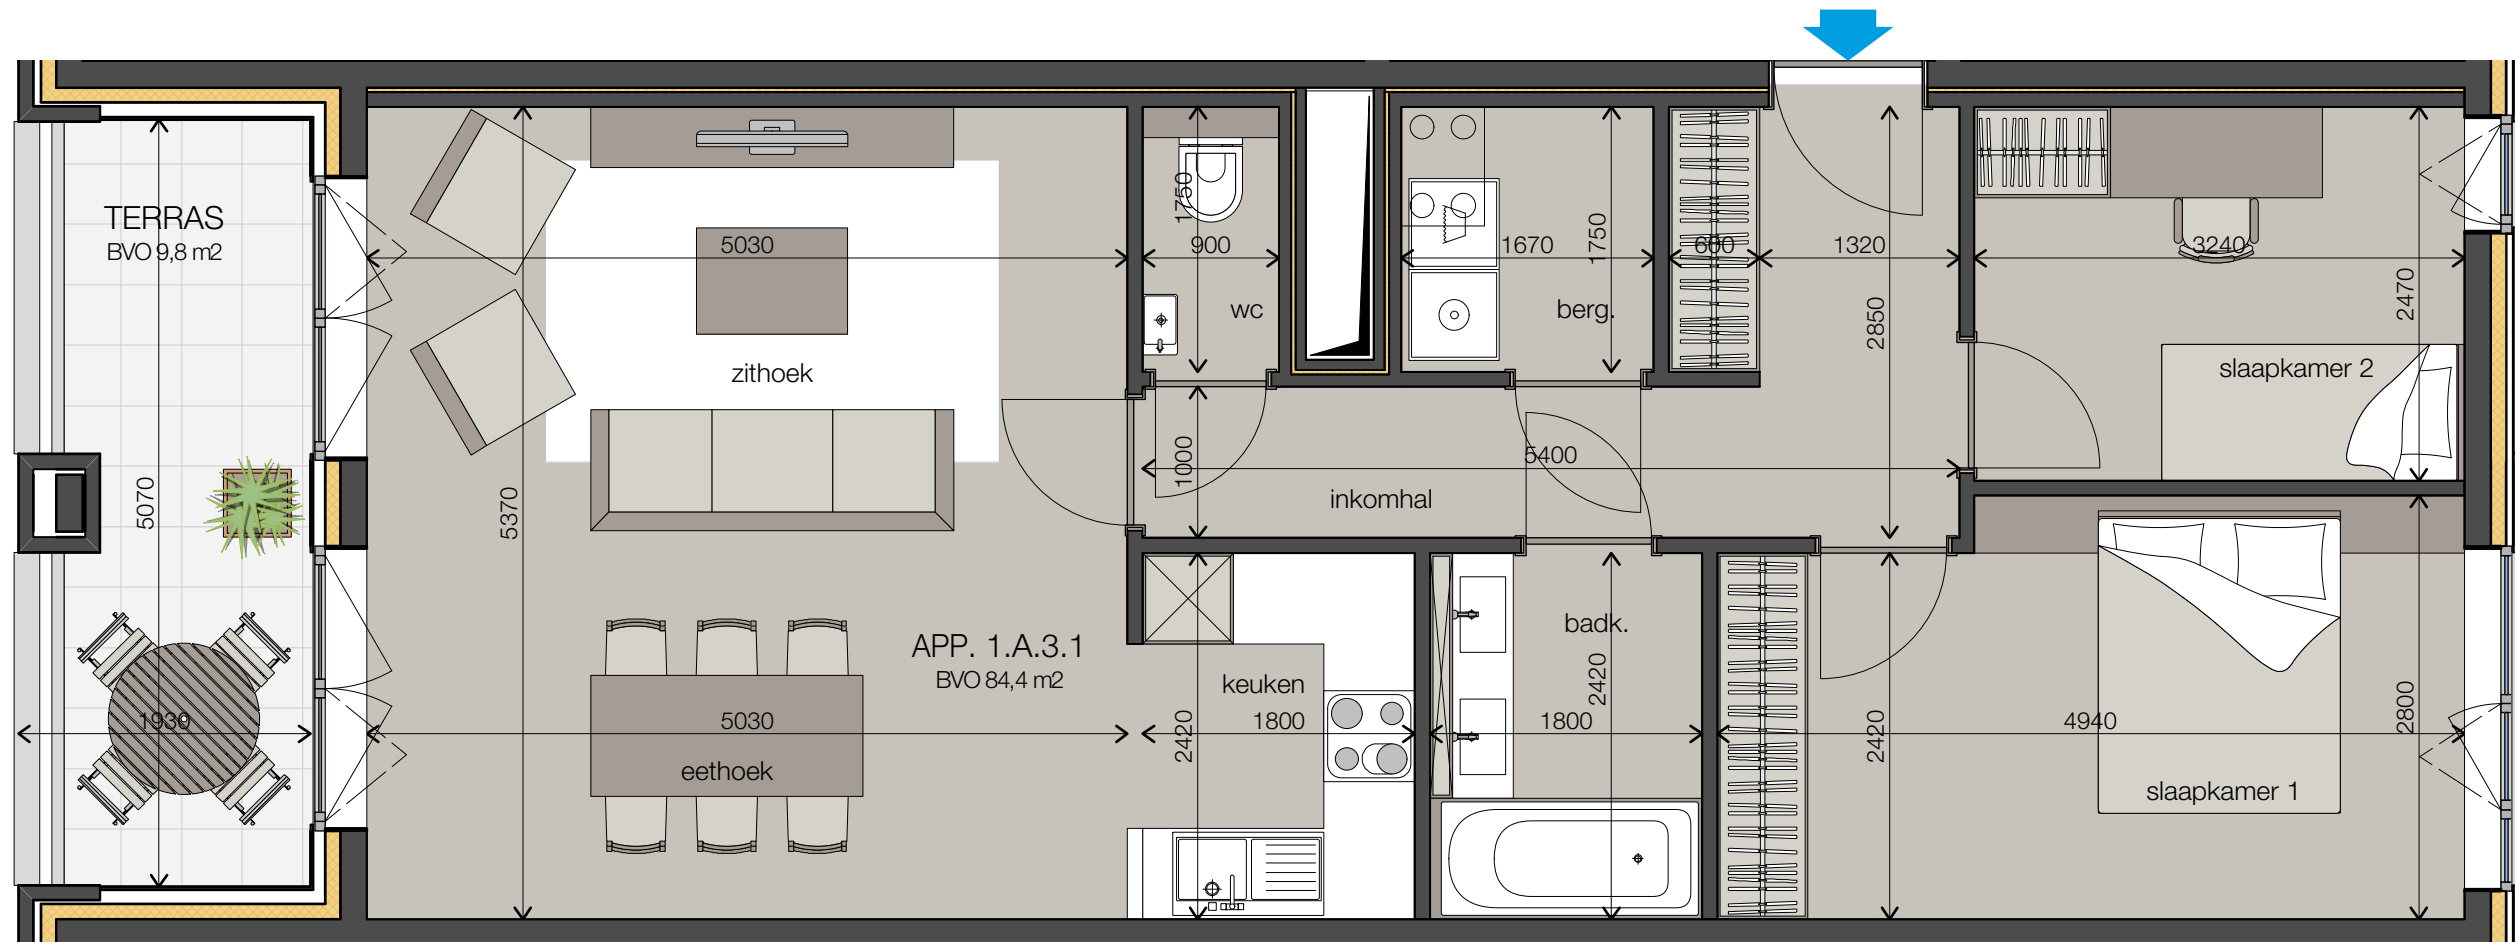 TERRAS
BVO 9,8 m2
5070
1930
5030
zithoek
5370
5030
eethoek
APP. 1.A.3.1
BVO 84,4 m2
1750
900
wc
1000
5400
inkomhal
keuken
2420
1800
1670
1750
berg.
600
1320
2850
badk.
2420
1800
3240
2470
slaapkamer 2
2420
4940
2800
slaapkamer 1